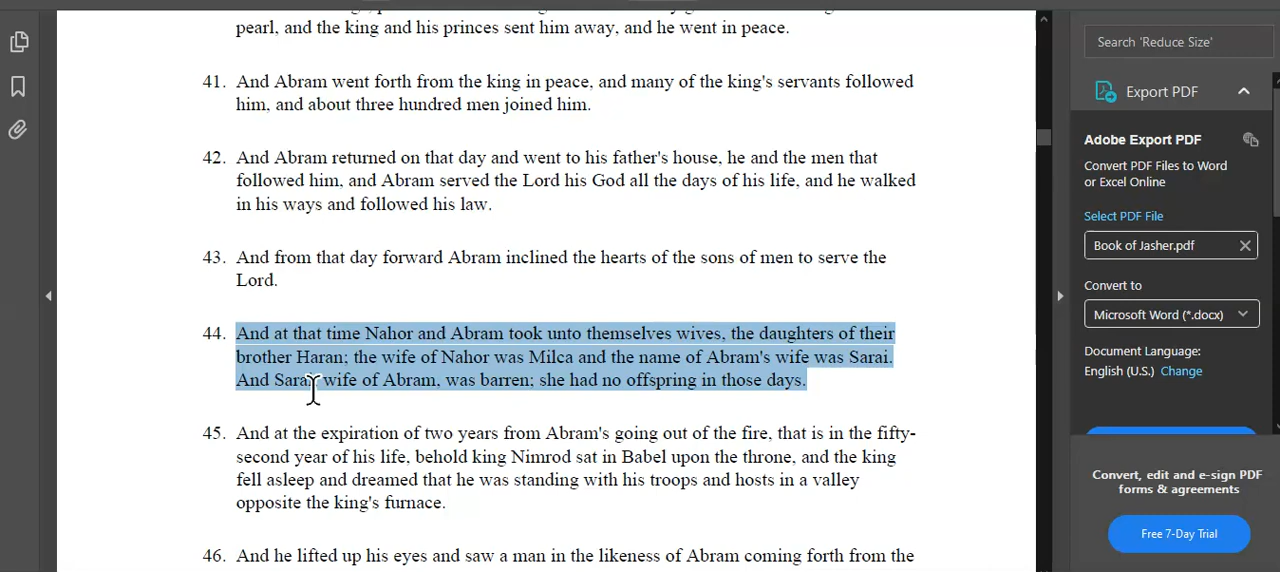 pearl, and the king and his princes sent him away, and he went in peace.
41. And Abram went forth from the king in peace, and many of the king's servants followed
him, and about three hundred men joined him.
42. And Abram returned on that day and went to his father's house, he and the men that
followed him, and Abram served the Lord his God all the days of his life, and he walked
in his ways and followed his law.
43. And from that day forward Abram inclined the hearts of the sons of men to serve the
Lord.
44. And at that time Nahor and Abram took unto themselves wives, the daughters of their
brother Haran; the wife of Nahor was Milca and the name of Abram's wife was Sarai.
And Sarai, wife of Abram, was barren; she had no offspring in those days.
45. And at the expiration of two years from Abram's going out of the fire, that is in the fifty-
second year of his life, behold king Nimrod sat in Babel upon the throne, and the king
fell asleep and dreamed that he was standing with his troops and hosts in a valley
opposite the king's furnace.
46. And he lifted up his eyes and saw a man in the likeness of Abram coming forth from the
Search 'Reduce Size'
Export PDF
Adobe Export PDF
Convert PDF Files to Word
or Excel Online
Select PDF File
Book of Jasher.pdf
Convert to
Microsoft Word (*.docx)
Document Language:
English (U.S.) Change
Convert, edit and e-sign PDF
forms & agreements
Free 7-Day Trial